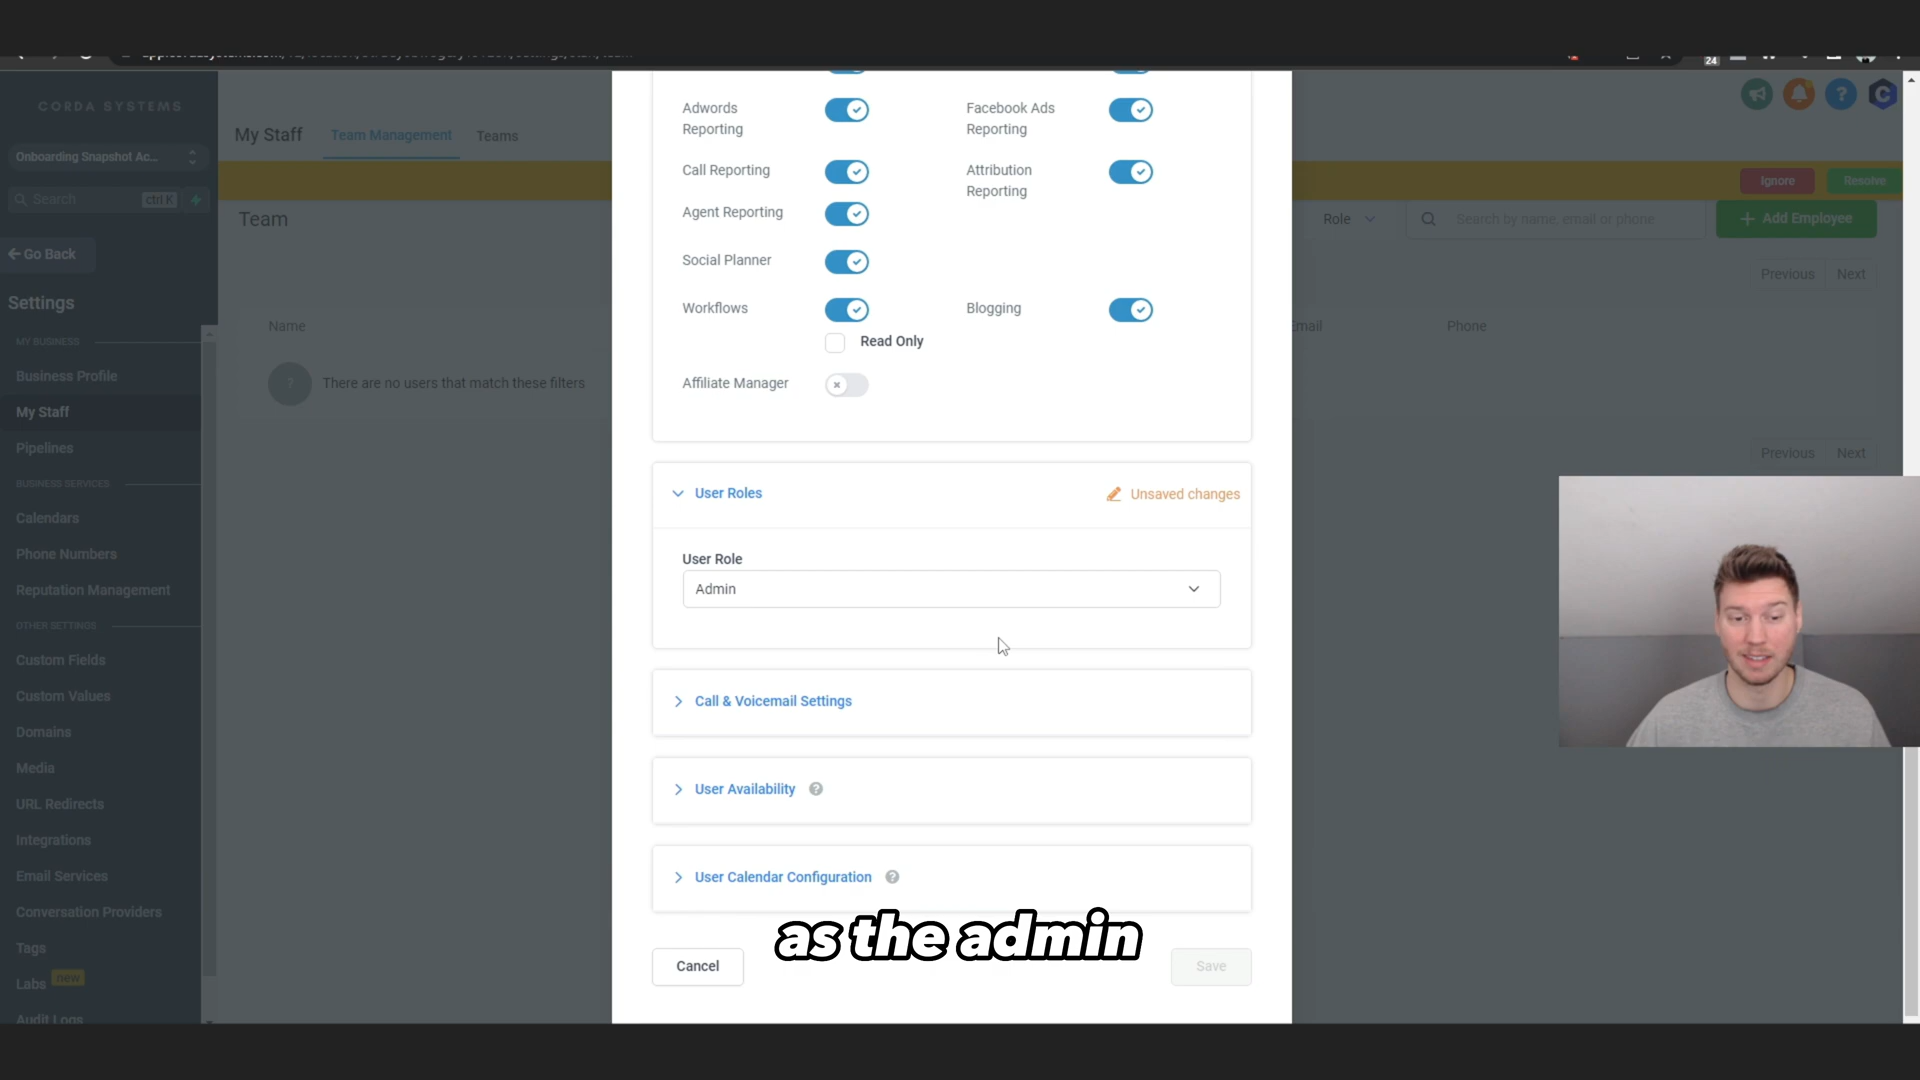 24
CORDA SYSTEMS
My Staff
Team Management
Teams
Onboarding Snapshot Ac...
Search
ctrl K
Ignore
Resolve
Team
Role
Search by name, email or phone
+ Add Employee
Go Back
Previous
Next
Settings
Name
Email
Phone
There are no users that match these filters
Previous
Next
MY BUSINESS
Business Profile
My Staff
Pipelines
BUSINESS SERVICES
Calendars
Phone Numbers
Reputation Management
OTHER SETTINGS
Custom Fields
Custom Values
Domains
Media
URL Redirects
Integrations
Email Services
Conversation Providers
Tags
Labs new
Audit Logs
Adwords
Reporting
Facebook Ads
Reporting
Call Reporting
Attribution
Reporting
Agent Reporting
Social Planner
Workflows
Blogging
Read Only
Affiliate Manager
User Roles
Unsaved changes
User Role
Admin
Call & Voicemail Settings
User Availability ?
User Calendar Configuration ?
as the admin
Cancel
Save